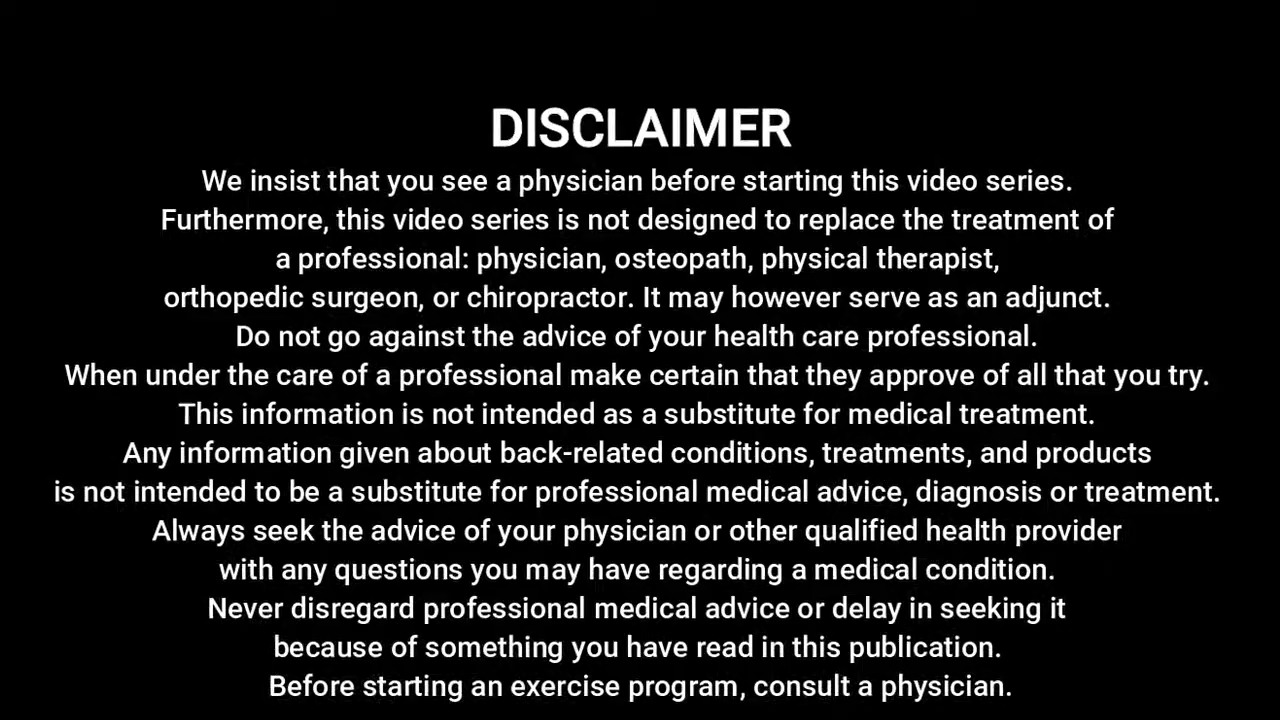 DISCLAIMER
We insist that you see a physician before starting this video series.
Furthermore, this video series is not designed to replace the treatment of
a professional: physician, osteopath, physical therapist,
orthopedic surgeon, or chiropractor. It may however serve as an adjunct.
Do not go against the advice of your health care professional.
When under the care of a professional make certain that they approve of all that you try.
This information is not intended as a substitute for medical treatment.
Any information given about back-related conditions, treatments, and products
is not intended to be a substitute for professional medical advice, diagnosis or treatment.
Always seek the advice of your physician or other qualified health provider
with any questions you may have regarding a medical condition.
Never disregard professional medical advice or delay in seeking it
because of something you have read in this publication.
Before starting an exercise program, consult a physician.